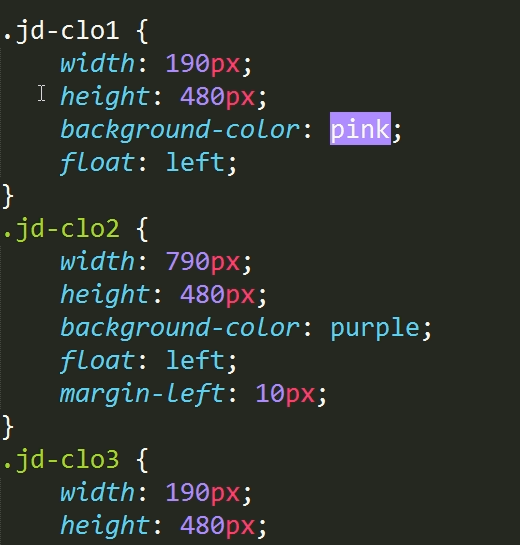 .jd-clo1 {
    width: 190px;
    height: 480px;
    background-color: pink;
    float: left;
}
.jd-clo2 {
    width: 790px;
    height: 480px;
    background-color: purple;
    float: left;
    margin-left: 10px;
}
.jd-clo3 {
    width: 190px;
    height: 480px;